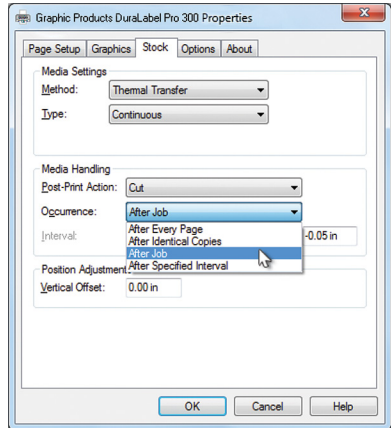 Graphic Products DuraLabel Pro 300 Properties
Page Setup Graphics Stock Options About
Media Settings
Method: Thermal Transfer
Type: Continuous
Media Handling
Post-Print Action: Cut
Occurrence: After Job
After Every Page
After Identical Copies
Interval: -0.05 in
After Job
After Specified Interval
Position Adjustment
Vertical Offset: 0.00 in
OK Cancel Help